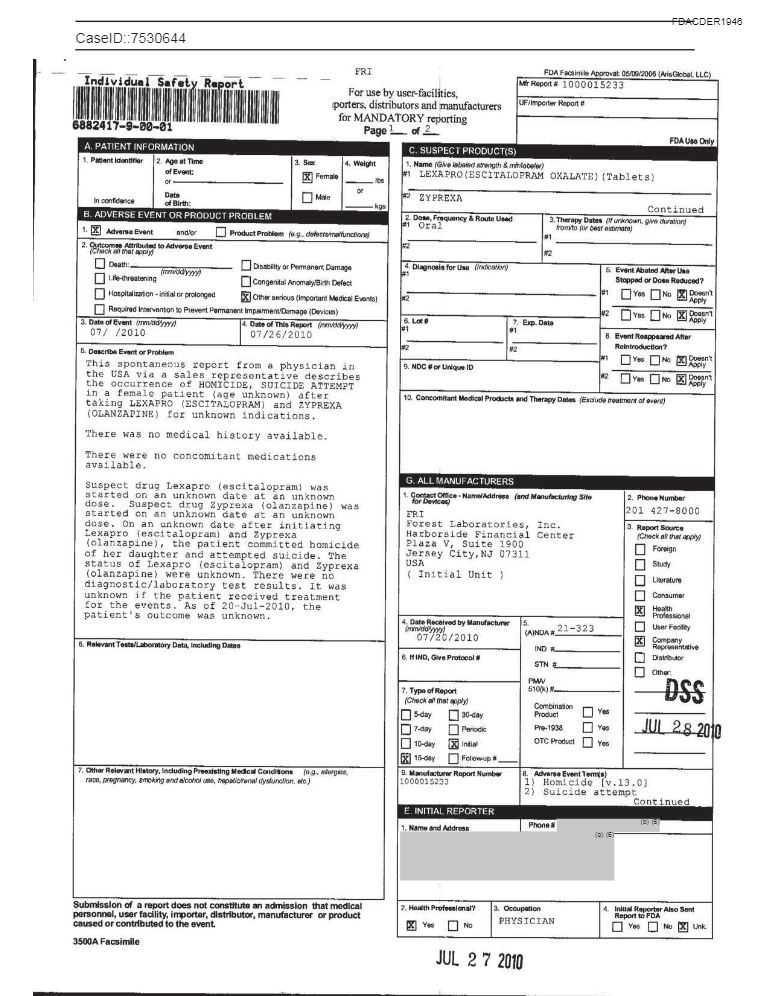 FDACDER1946
CaseID::7530644
Individual Safety Report
6882417-9-00-01
FRI
For use by user-facilities,
porters, distributors and manufacturers
for MANDATORY reporting
Page 1 of 2
FDA Facsimile Approval: 05/09/2006 (ArisGlobal, LLC)
Mfr Report # 1000015233
UF/Importer Report #
FDA Use Only
A. PATIENT INFORMATION
1. Patient Identifier
In confidence
2. Age at Time
of Event:
or
Date
of Birth:
3. Sex
X Female
Male
4. Weight
lbs
or
kgs
B. ADVERSE EVENT OR PRODUCT PROBLEM
1. X Adverse Event and/or Product Problem (e.g., defects/malfunctions)
2. Outcomes Attributed to Adverse Event
(Check all that apply)
Death:
(mm/dd/yyyy)
Life-threatening
Hospitalization - initial or prolonged
Disability or Permanent Damage
Congenital Anomaly/Birth Defect
X Other serious (Important Medical Events)
Required Intervention to Prevent Permanent Impairment/Damage (Devices)
3. Date of Event (mm/dd/yyyy)
07/ /2010
4. Date of This Report (mm/dd/yyyy)
07/26/2010
5. Describe Event or Problem
This spontaneous report from a physician in
the USA via a sales representative describes
the occurrence of HOMICIDE, SUICIDE ATTEMPT
in a female patient (age unknown) after
taking LEXAPRO (ESCITALOPRAM) and ZYPREXA
(OLANZAPINE) for unknown indications.
There was no medical history available.
There were no concomitant medications
available.
Suspect drug Lexapro (escitalopram) was
started on an unknown date at an unknown
dose. Suspect drug Zyprexa (olanzapine) was
started on an unknown date at an unknown
dose. On an unknown date after initiating
Lexapro (escitalopram) and Zyprexa
(olanzapine), the patient committed homicide
of her daughter and attempted suicide. The
status of Lexapro (escitalopram) and Zyprexa
(olanzapine) were unknown. There were no
diagnostic/laboratory test results. It was
unknown if the patient received treatment
for the events. As of 20-Jul-2010, the
patient's outcome was unknown.
6. Relevant Tests/Laboratory Data, Including Dates
7. Other Relevant History, Including Preexisting Medical Conditions (e.g., allergies,
race, pregnancy, smoking and alcohol use, hepatic/renal dysfunction, etc.)
Submission of a report does not constitute an admission that medical
personnel, user facility, importer, distributor, manufacturer or product
caused or contributed to the event.
3500A Facsimile
C. SUSPECT PRODUCT(S)
1. Name (Give labeled strength & mfr/labeler)
#1 LEXAPRO(ESCITALOPRAM OXALATE)(Tablets)
#2 ZYPREXA
Continued
2. Dose, Frequency & Route Used
#1 Oral
#2
3. Therapy Dates (If unknown, give duration)
from/to (or best estimate)
#1
#2
4. Diagnosis for Use (Indication)
#1
#2
5. Event Abated After Use
Stopped or Dose Reduced?
#1 Yes No X Doesn't Apply
#2 Yes No X Doesn't Apply
6. Lot #
#1
#2
7. Exp. Date
#1
#2
8. Event Reappeared After
Reintroduction?
#1 Yes No X Doesn't Apply
#2 Yes No X Doesn't Apply
9. NDC # or Unique ID
10. Concomitant Medical Products and Therapy Dates (Exclude treatment of event)
G. ALL MANUFACTURERS
1. Contact Office - Name/Address (and Manufacturing Site
for Devices)
FRI
Forest Laboratories, Inc.
Harborside Financial Center
Plaza V, Suite 1900
Jersey City,NJ 07311
USA
( Initial Unit )
2. Phone Number
201 427-8000
3. Report Source
(Check all that apply)
Foreign
Study
Literature
Consumer
X Health
Professional
User Facility
X Company
Representative
Distributor
Other:
4. Date Received by Manufacturer
(mm/dd/yyyy)
07/20/2010
5.
(A)NDA # 21-323
IND #
STN #
PMA/
510(k) #
Combination
Product Yes
Pre-1938 Yes
OTC Product Yes
6. If IND, Give Protocol #
7. Type of Report
(Check all that apply)
5-day 30-day
7-day Periodic
10-day X Initial
X 15-day Follow-up #
DSS
JUL 28 2010
9. Manufacturer Report Number
1000015233
8. Adverse Event Term(s)
1) Homicide [v.13.0]
2) Suicide attempt
Continued
E. INITIAL REPORTER
1. Name and Address
Phone #
(b) (6)
(b) (6)
2. Health Professional?
X Yes No
3. Occupation
PHYSICIAN
4. Initial Reporter Also Sent
Report to FDA
Yes No X Unk.
JUL 27 2010